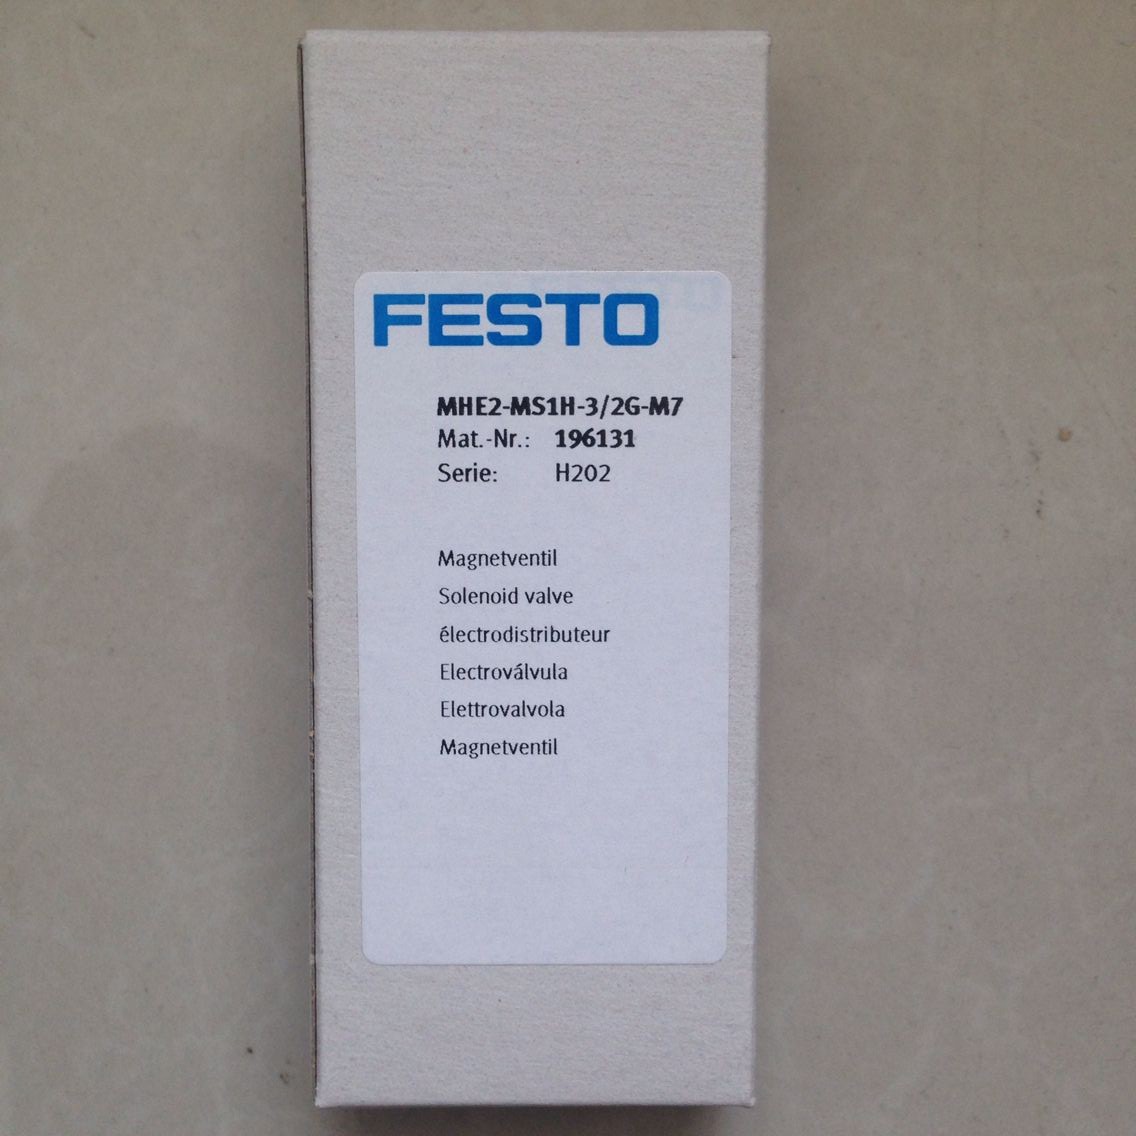 FESTO
MHE2-MS1H-3/2G-M7
Mat.-Nr.: 196131
Serie: H202
Magnetventil
Solenoid valve
électrodistributeur
Electroválvula
Elettrovalvola
Magnetventil